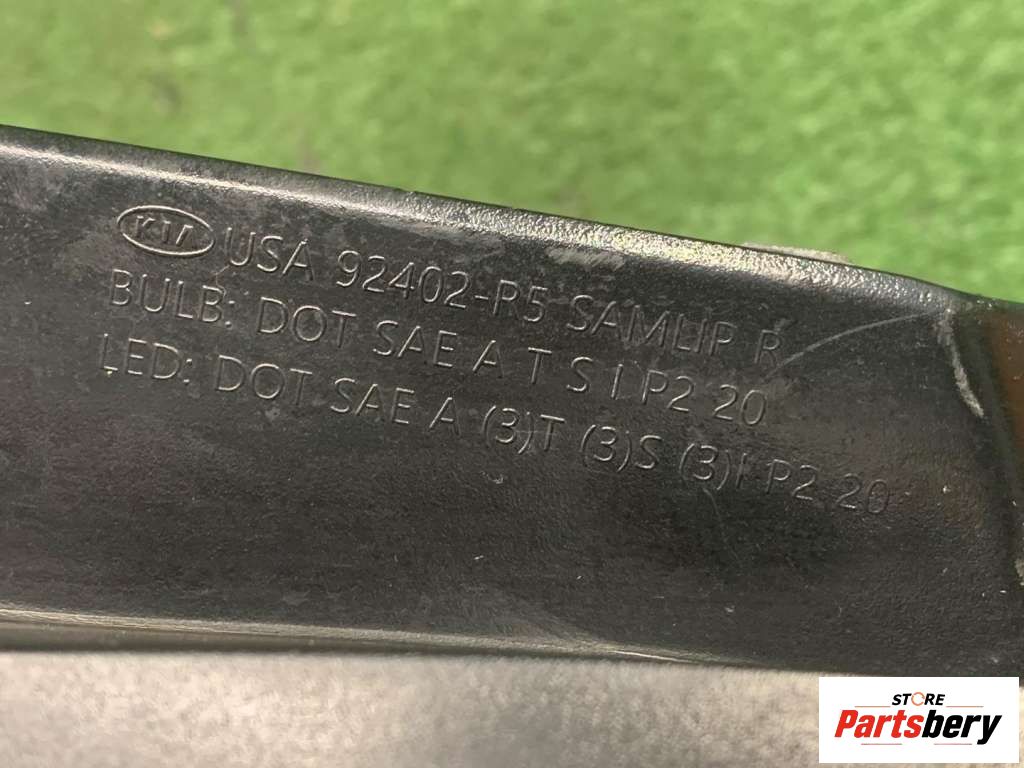 KIA USA 92402-R5 SAMLIP R
BULB: DOT SAE A T S I P2 20
LED: DOT SAE A (3)T (3)S (3)I P2 20
STORE
Partsbery